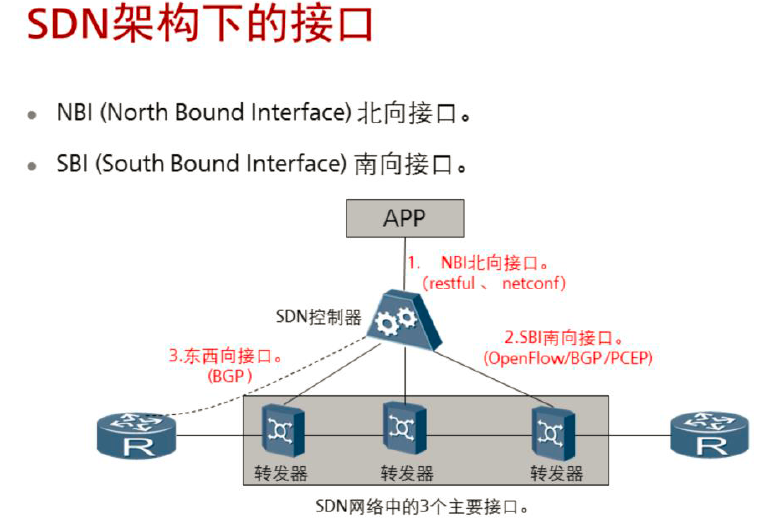 SDN架构下的接口
NBI (North Bound Interface) 北向接口。
SBI (South Bound Interface) 南向接口。
APP
1. NBI北向接口。
（restful 、 netconf）
SDN控制器
2.SBI南向接口。
(OpenFlow/BGP/PCEP)
3.东西向接口。
(BGP）
R
R
转发器
转发器
转发器
SDN网络中的3个主要接口。